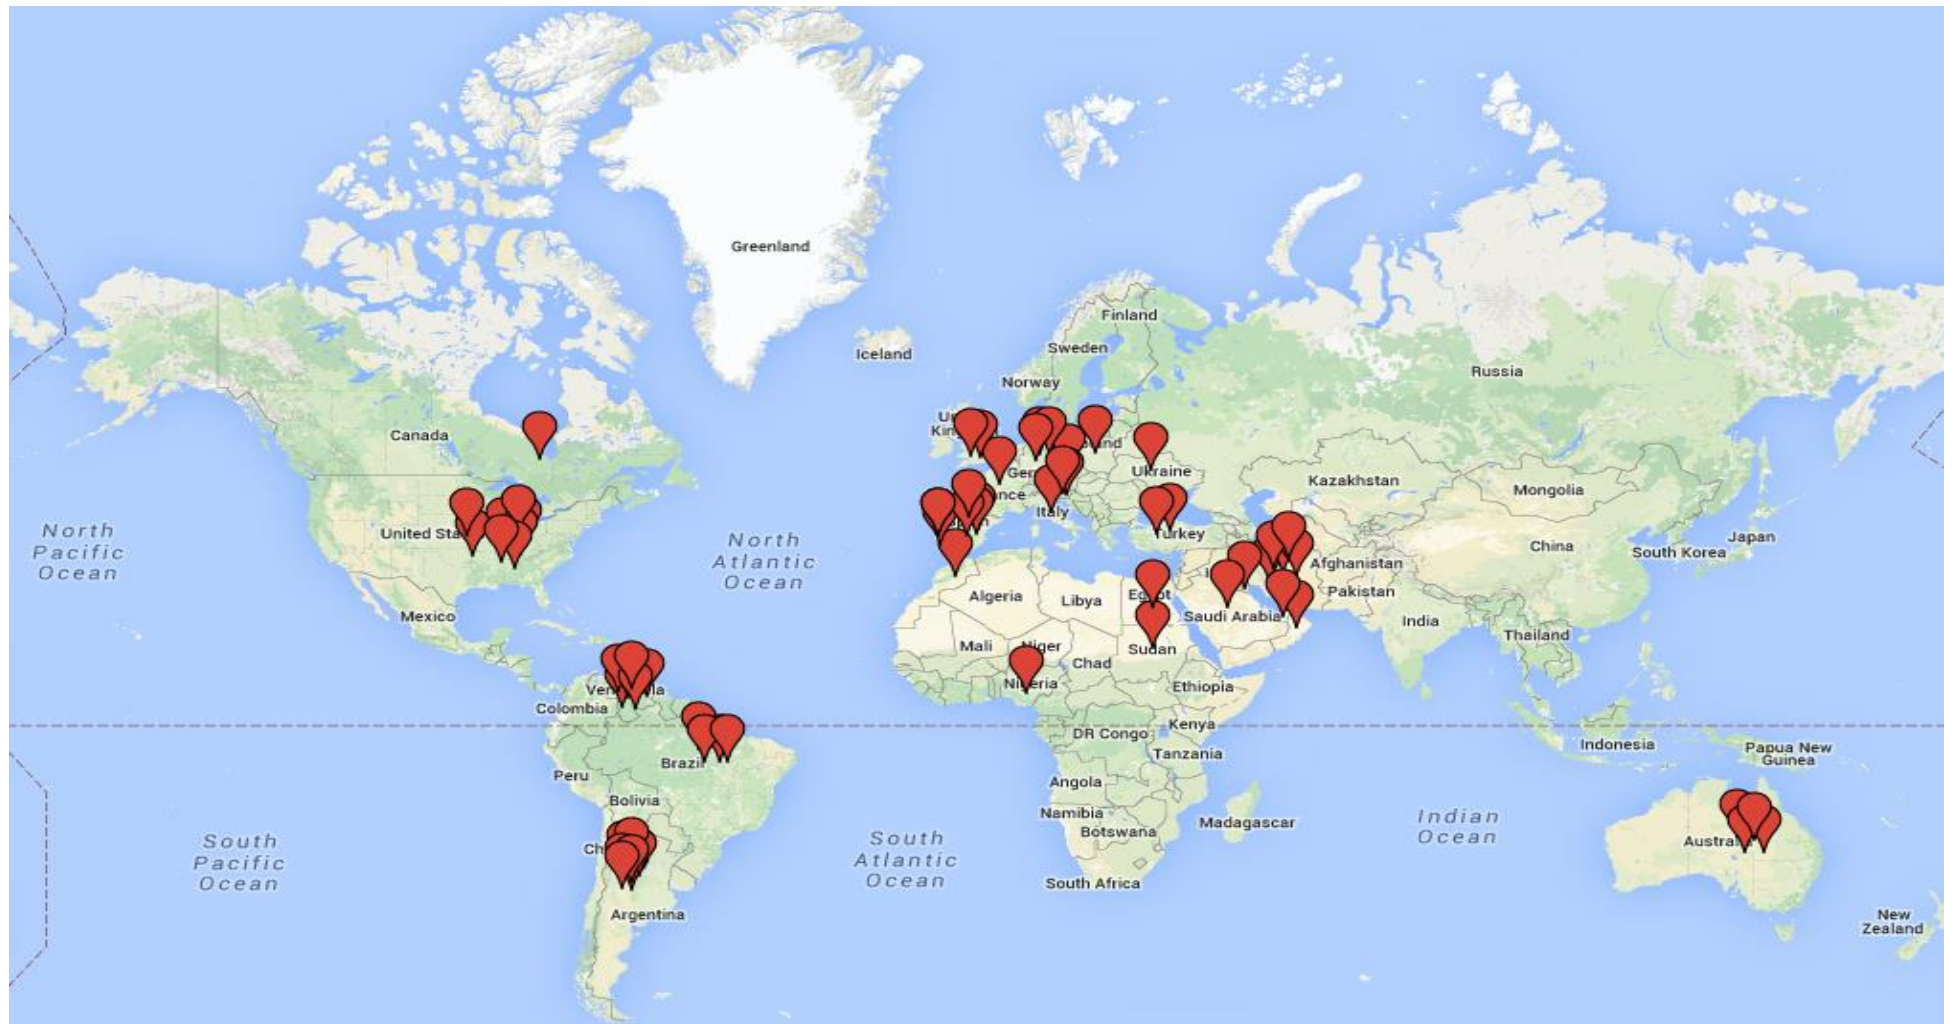 Greenland
Finland
Iceland
Sweden
Russia
Norway
Canada
Ukraine
Kazakhstan
Mongolia
Italy
North
Pacific
Ocean
United
Turkey
North
Atlantic
Ocean
China
Japan
South Korea
Afghanistan
Algeria
Libya
Pakistan
Mexico
Saudi Arabia
India
Thailand
Mali
Sudan
Chad
Ethiopia
Colombia
Kenya
DR Congo
Indonesia
Papua New
Guinea
Tanzania
Peru
Angola
Bolivia
Namibia
Madagascar
Botswana
Indian
Ocean
South
Pacific
Ocean
South
Atlantic
Ocean
South Africa
Argentina
New
Zealand